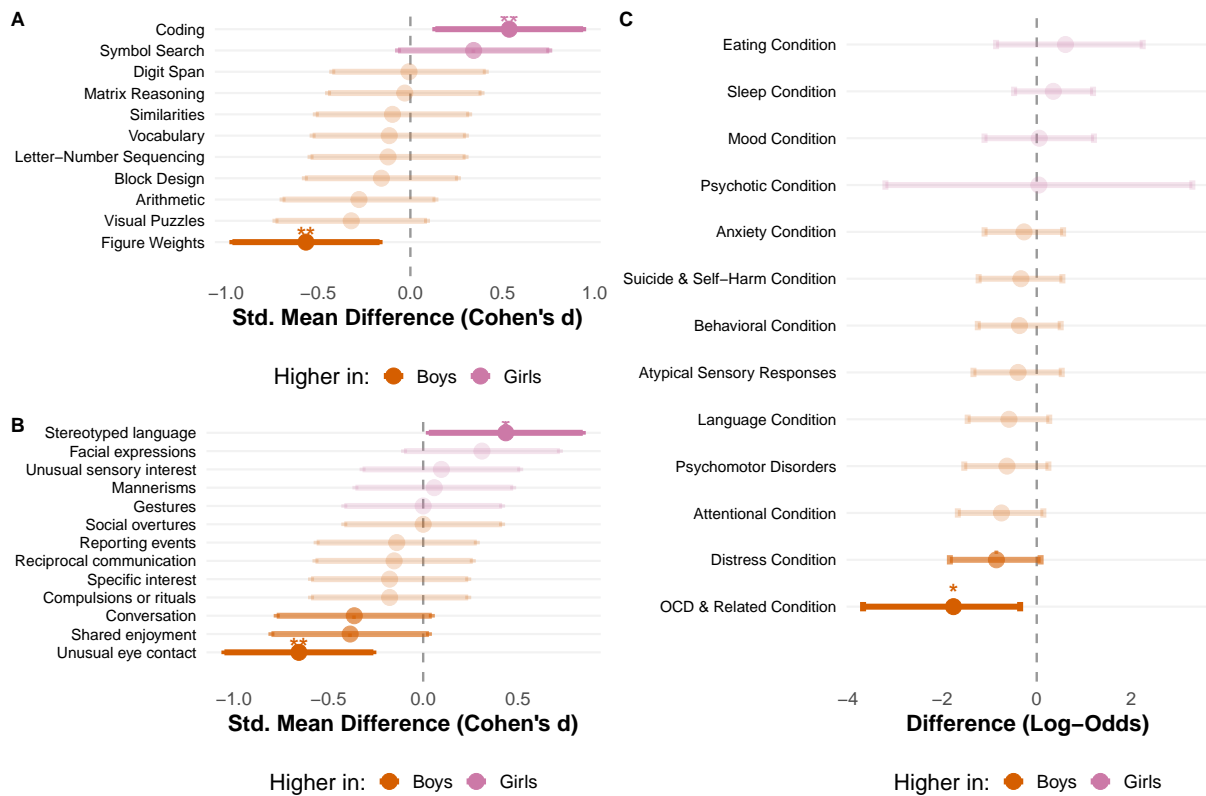 A
Coding
**
Symbol Search
Digit Span
Matrix Reasoning
Similarities
Vocabulary
Letter−Number Sequencing
Block Design
Arithmetic
Visual Puzzles
Figure Weights
**
−1.0 −0.5 0.0 0.5 1.0
Std. Mean Difference (Cohen's d)
Higher in: Boys Girls
B
Stereotyped language
*
Facial expressions
Unusual sensory interest
Mannerisms
Gestures
Social overtures
Reporting events
Reciprocal communication
Specific interest
Compulsions or rituals
Conversation
Shared enjoyment
Unusual eye contact
**
−1.0 −0.5 0.0 0.5
Std. Mean Difference (Cohen's d)
Higher in: Boys Girls
C
Eating Condition
Sleep Condition
Mood Condition
Psychotic Condition
Anxiety Condition
Suicide & Self−Harm Condition
Behavioral Condition
Atypical Sensory Responses
Language Condition
Psychomotor Disorders
Attentional Condition
Distress Condition
OCD & Related Condition
*
−4 −2 0 2
Difference (Log−Odds)
Higher in: Boys Girls